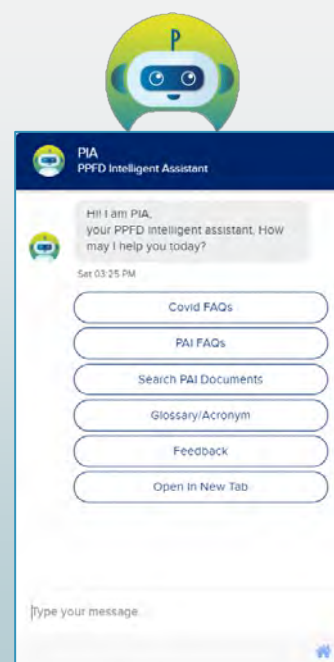 P
PIA
PPFD Intelligent Assistant
Hi! I am PIA,
your PPFD intelligent assistant. How
may I help you today?
Sat 03:25 PM
Covid FAQs
PAI FAQs
Search PAI Documents
Glossary/Acronym
Feedback
Open In New Tab
Type your message